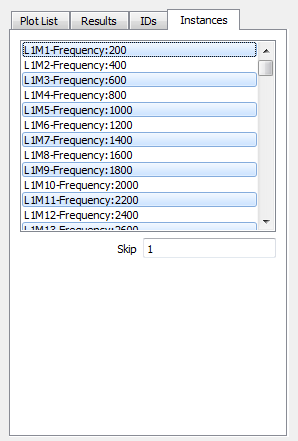 Plot List Results IDs Instances
L1M1-Frequency:200
L1M2-Frequency:400
L1M3-Frequency:600
L1M4-Frequency:800
L1M5-Frequency:1000
L1M6-Frequency:1200
L1M7-Frequency:1400
L1M8-Frequency:1600
L1M9-Frequency:1800
L1M10-Frequency:2000
L1M11-Frequency:2200
L1M12-Frequency:2400
L1M13-Frequency:2600
Skip 1